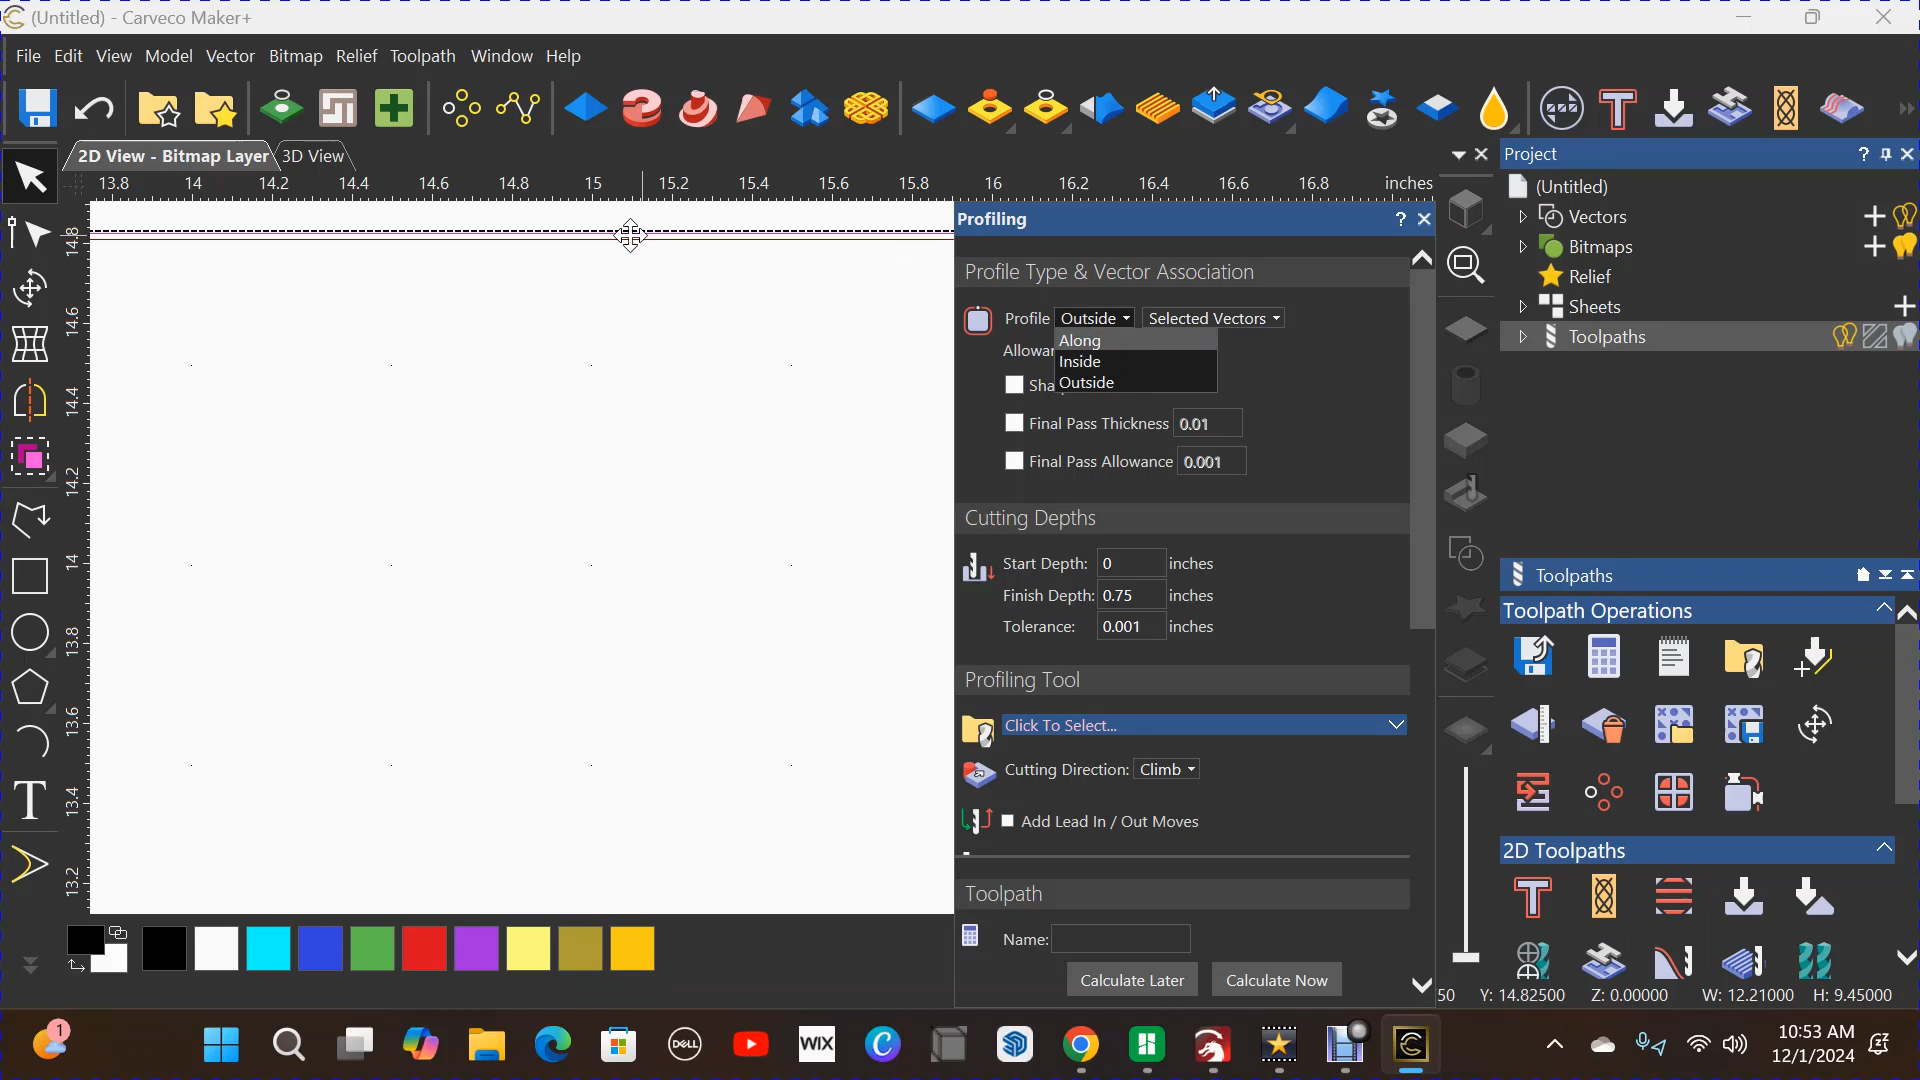 (Untitled) - Carveco Maker+
File Edit View Model Vector Bitmap Relief Toolpath Window Help
2D View - Bitmap Layer 3D View
13.8 14 14.2 14.4 14.6 14.8 15 15.2 15.4 15.6 15.8 16 16.2 16.4 16.6 16.8 inches
14.8
14.6
14.4
14.2
14
13.8
13.6
13.4
13.2
Profiling
?
Profile Type & Vector Association
Profile Outside Selected Vectors
Along
Inside
Outside
Allowan
Sha
Final Pass Thickness 0.01
Final Pass Allowance 0.001
Cutting Depths
Start Depth: 0 inches
Finish Depth: 0.75 inches
Tolerance: 0.001 inches
Profiling Tool
Click To Select...
Cutting Direction: Climb
Add Lead In / Out Moves
Toolpath
Name:
Calculate Later Calculate Now
Project
?
(Untitled)
Vectors
Bitmaps
Relief
Sheets
Toolpaths
Toolpaths
Toolpath Operations
2D Toolpaths
50 Y: 14.82500 Z: 0.00000 W: 12.21000 H: 9.45000
1
DELL
WIX
10:53 AM
12/1/2024